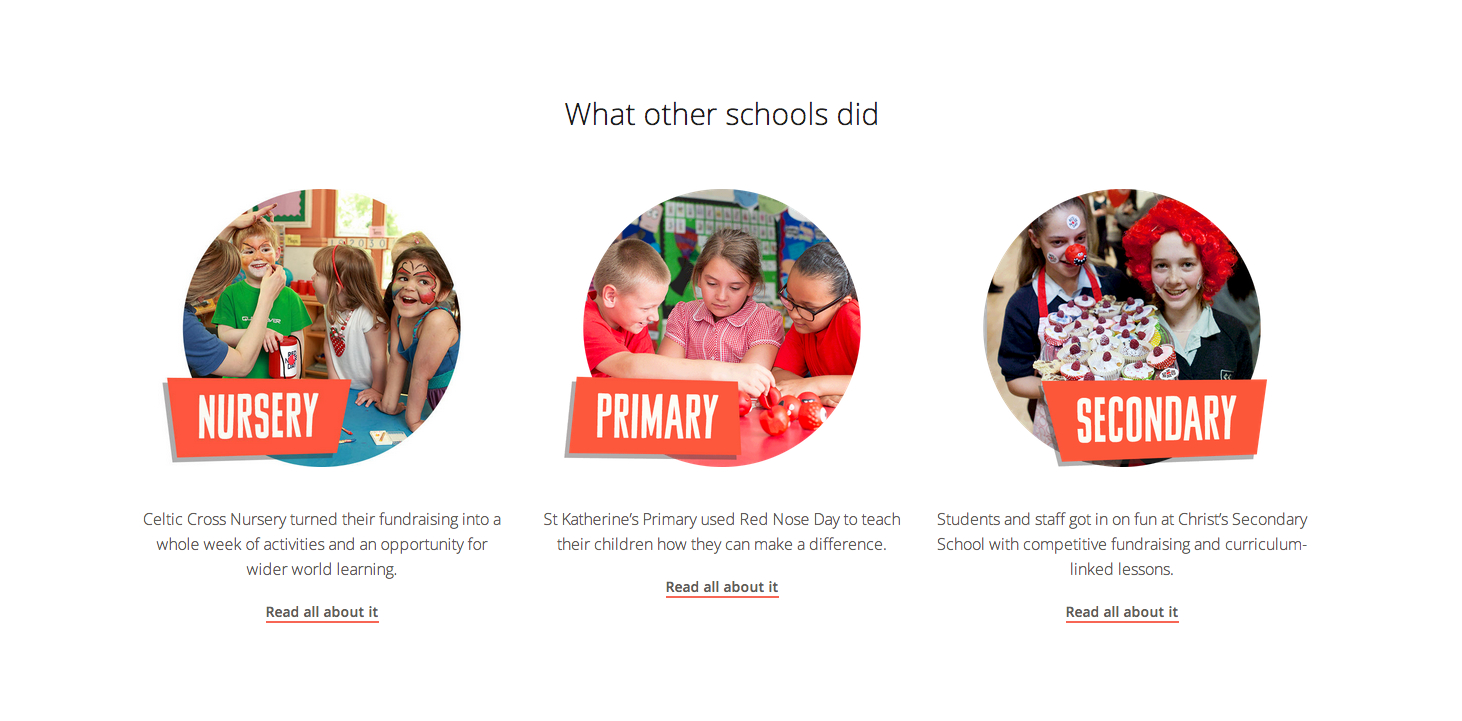 What other schools did
NURSERY
PRIMARY
SECONDARY
Celtic Cross Nursery turned their fundraising into a
whole week of activities and an opportunity for
wider world learning.
Read all about it
St Katherine's Primary used Red Nose Day to teach
their children how they can make a difference.
Read all about it
Students and staff got in on fun at Christ's Secondary
School with competitive fundraising and curriculum-
linked lessons.
Read all about it